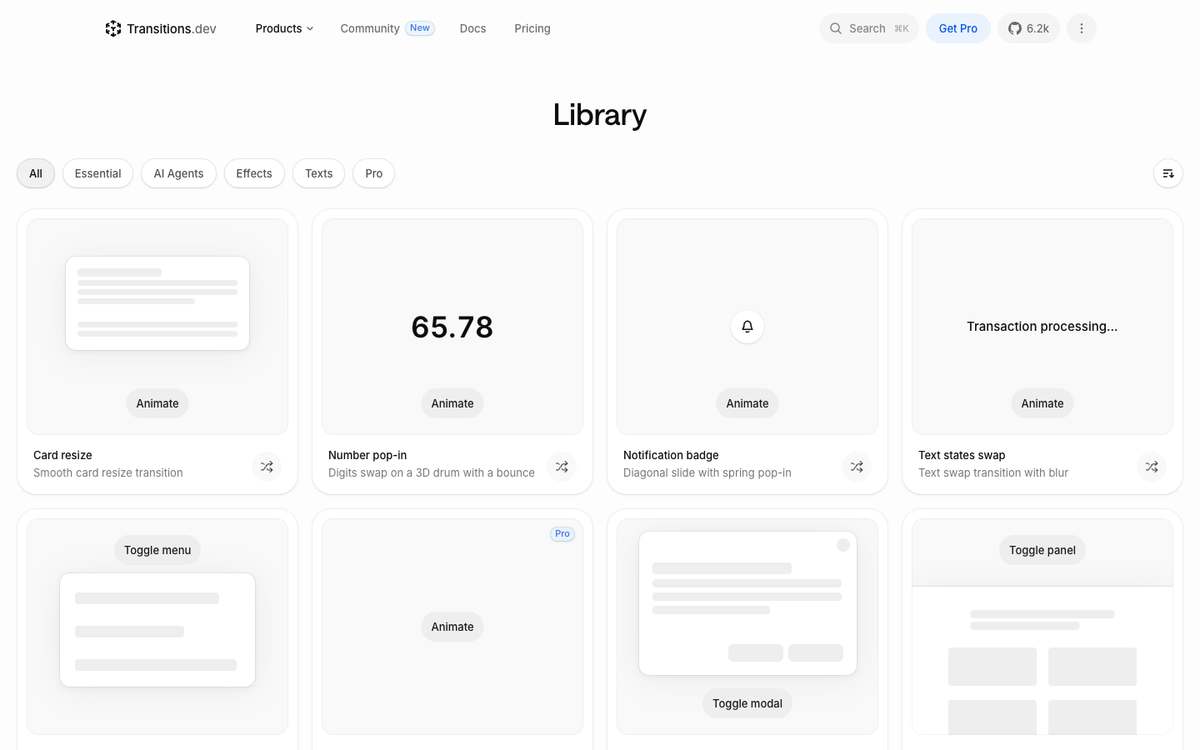 Transitions.dev
Products
Community New
Docs
Pricing
Search ⌘K
Get Pro
6.2k
Library
All
Essential
AI Agents
Effects
Texts
Pro
65.78
Transaction processing...
Animate
Animate
Animate
Animate
Card resize
Smooth card resize transition
Number pop-in
Digits swap on a 3D drum with a bounce
Notification badge
Diagonal slide with spring pop-in
Text states swap
Text swap transition with blur
Toggle menu
Pro
Animate
Toggle modal
Toggle panel